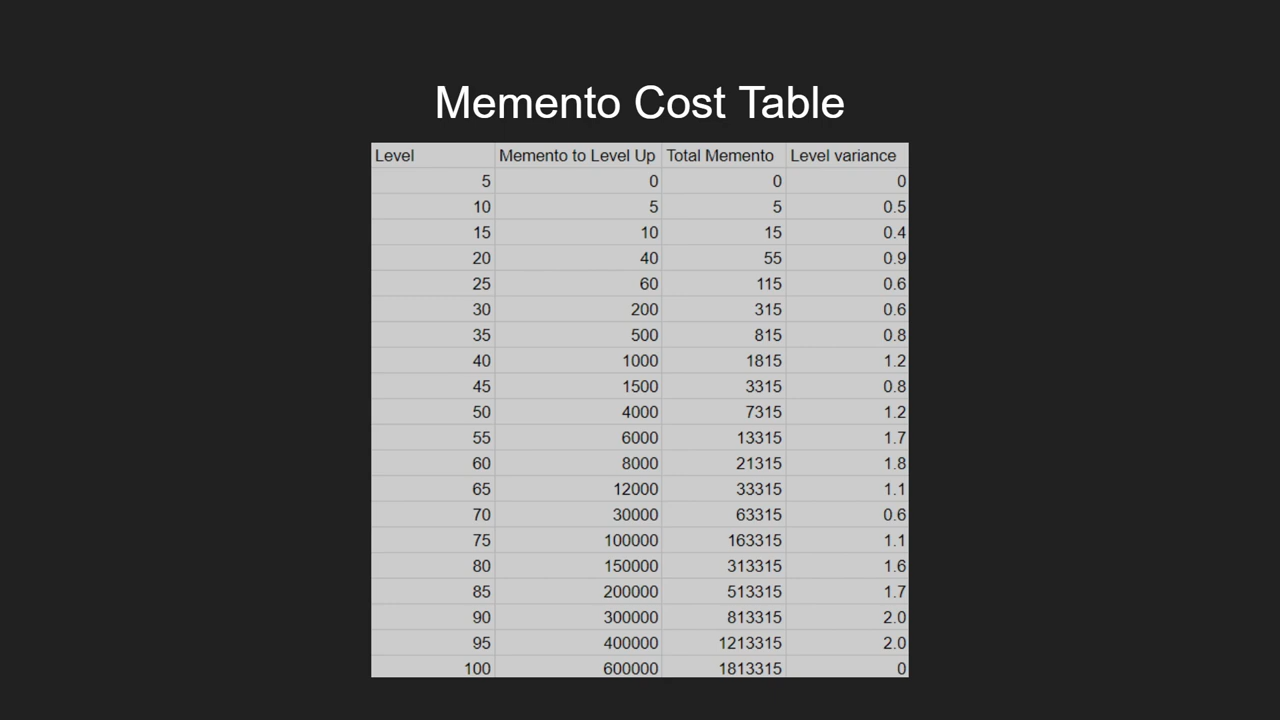 Memento Cost Table
Level Memento to Level Up Total Memento Level variance
5 0 0 0
10 5 5 0.5
15 10 15 0.4
20 40 55 0.9
25 60 115 0.6
30 200 315 0.6
35 500 815 0.8
40 1000 1815 1.2
45 1500 3315 0.8
50 4000 7315 1.2
55 6000 13315 1.7
60 8000 21315 1.8
65 12000 33315 1.1
70 30000 63315 0.6
75 100000 163315 1.1
80 150000 313315 1.6
85 200000 513315 1.7
90 300000 813315 2.0
95 400000 1213315 2.0
100 600000 1813315 0